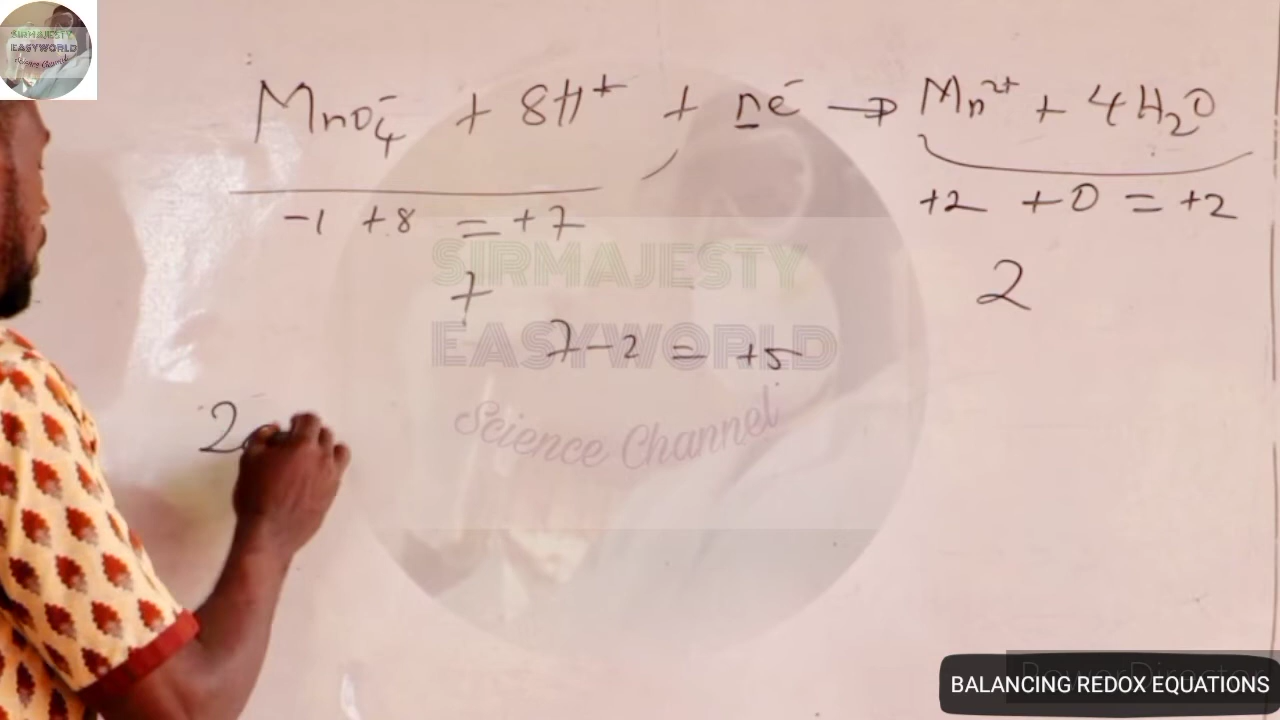 SIRMAJESTY
EASYWORLD
Science Channel
MnO₄⁻ + 8H⁺ + ne⁻ → Mn²⁺ + 4H₂O
-1 +8 = +7
+2 +0 = +2
7
2
7-2 = +5
2
SIRMAJESTY
EASYWORLD
Science Channel
PowerDirector
BALANCING REDOX EQUATIONS